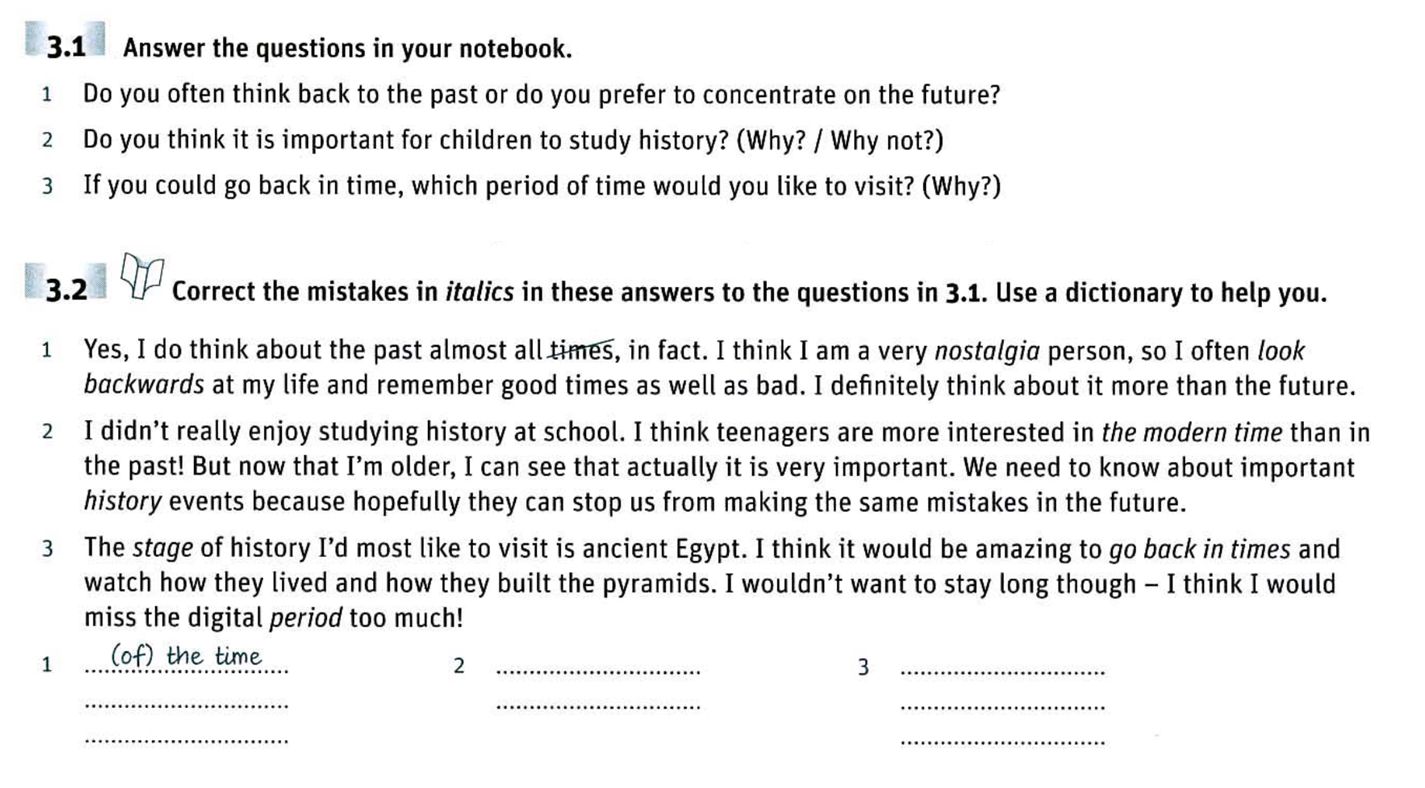 3.1 Answer the questions in your notebook.
1 Do you often think back to the past or do you prefer to concentrate on the future?
2 Do you think it is important for children to study history? (Why? / Why not?)
3 If you could go back in time, which period of time would you like to visit? (Why?)
3.2 Correct the mistakes in italics in these answers to the questions in 3.1. Use a dictionary to help you.
1 Yes, I do think about the past almost all times, in fact. I think I am a very nostalgia person, so I often look
backwards at my life and remember good times as well as bad. I definitely think about it more than the future.
2 I didn't really enjoy studying history at school. I think teenagers are more interested in the modern time than in
the past! But now that I'm older, I can see that actually it is very important. We need to know about important
history events because hopefully they can stop us from making the same mistakes in the future.
3 The stage of history I'd most like to visit is ancient Egypt. I think it would be amazing to go back in times and
watch how they lived and how they built the pyramids. I wouldn't want to stay long though – I think I would
miss the digital period too much!
1 (of) the time 2 3